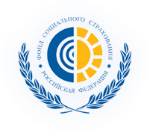 ФОНД СОЦИАЛЬНОГО СТРАХОВАНИЯ
РОССИЙСКАЯ ФЕДЕРАЦИЯ